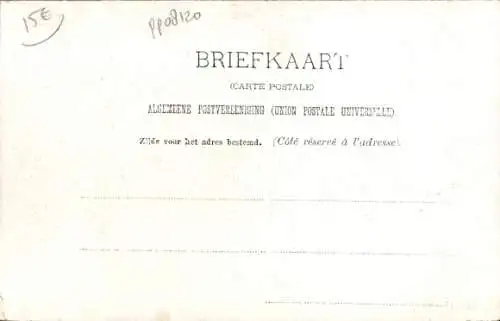 15€
PP08120
BRIEFKAART
(CARTE POSTALE)
ALGEMEENE POSTVEREENIGING (UNION POSTALE UNIVERSELLE)
Zijde voor het adres bestemd. (Côté réservé à l'adresse).